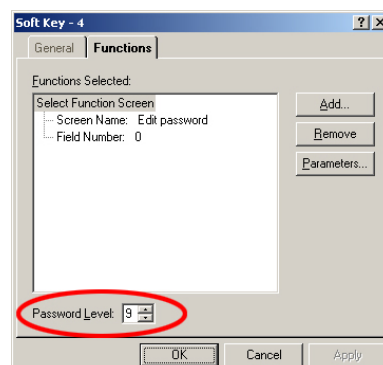 Soft Key - 4
General Functions
Functions Selected:
Select Function Screen
Screen Name: Edit password
Field Number: 0
Add...
Remove
Parameters...
Password Level: 9
OK Cancel Apply